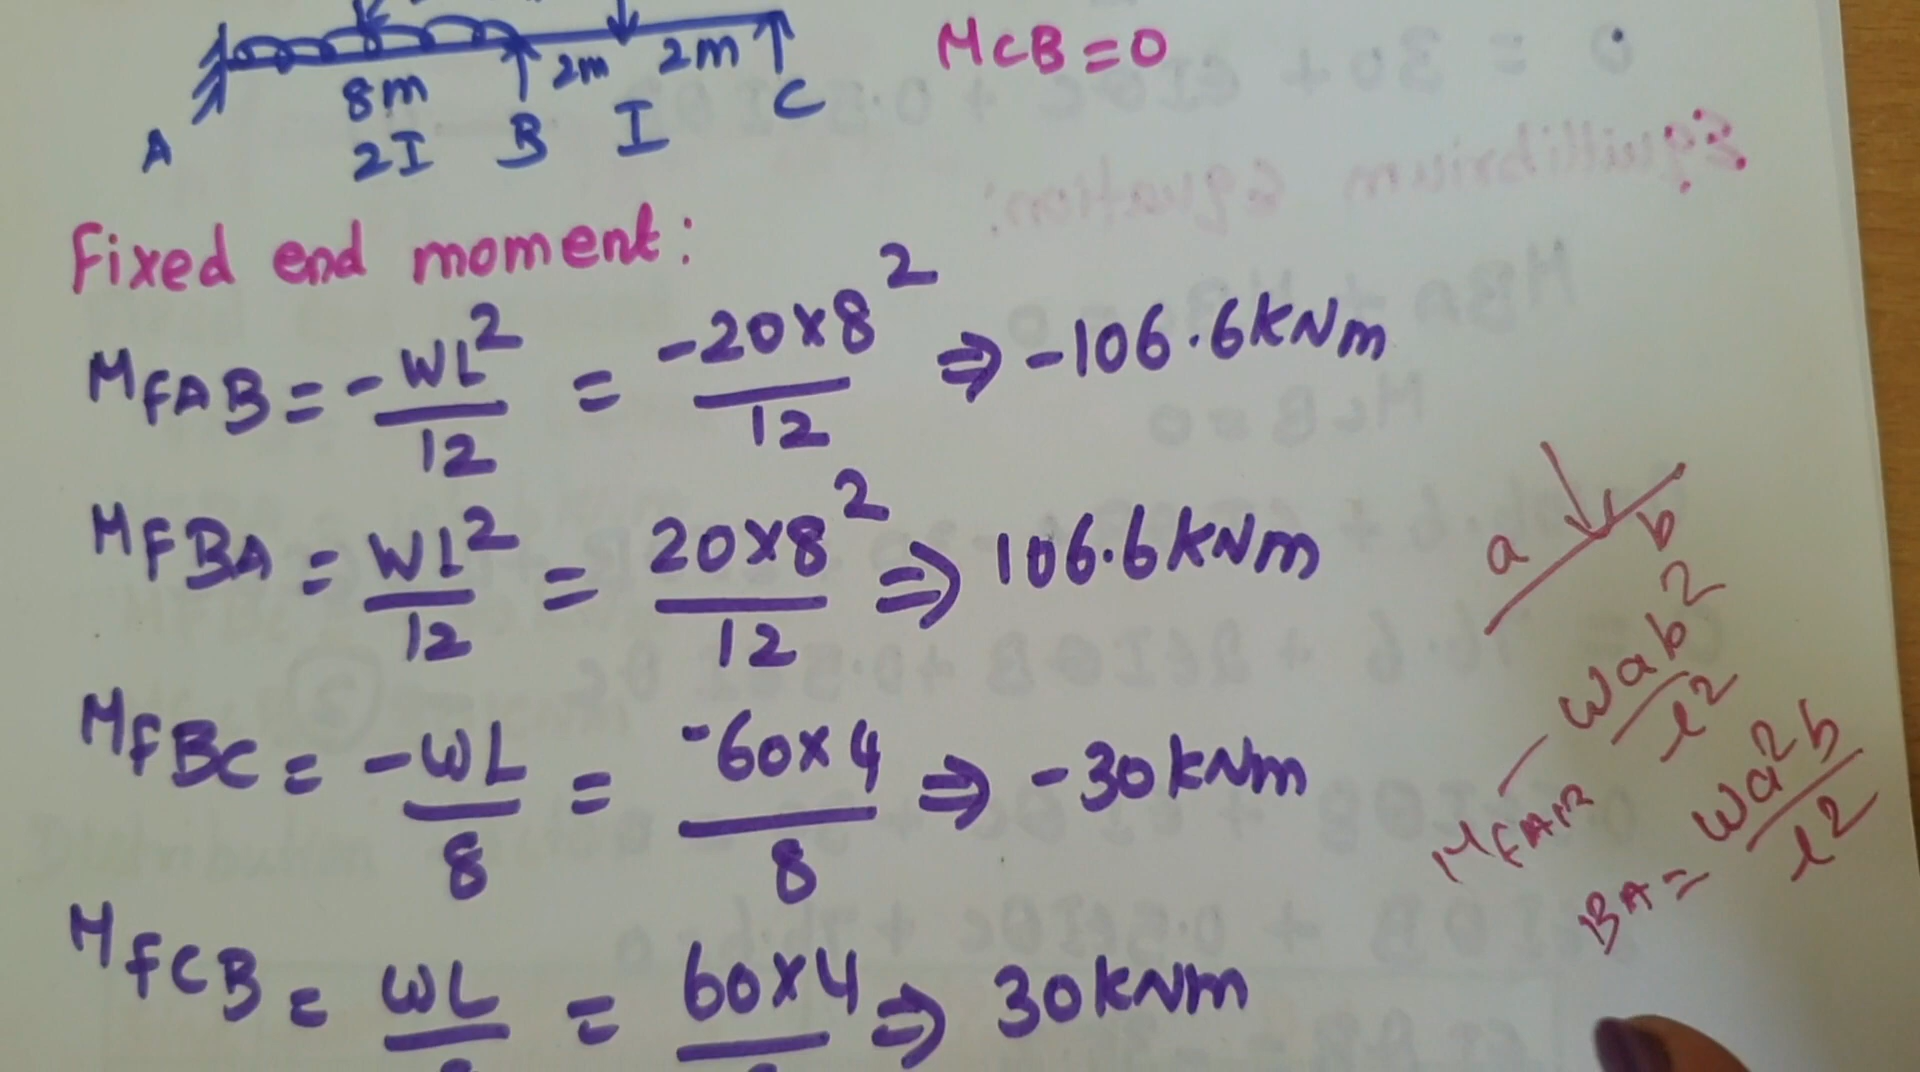 8m 2m 2m
A 2I B I C
MCB = 0
Fixed end moment:
MFAB = -WL²/12 = -20×8²/12 ⇒ -106.6kNm
MFBA = WL²/12 = 20×8²/12 ⇒ 106.6kNm
MFBC = -WL/8 = -60×4/8 ⇒ -30kNm
MFCB = WL = 60×4 ⇒ 30kNm
a b
MFAB - Wab²/l²
BA = Wa²b/l²